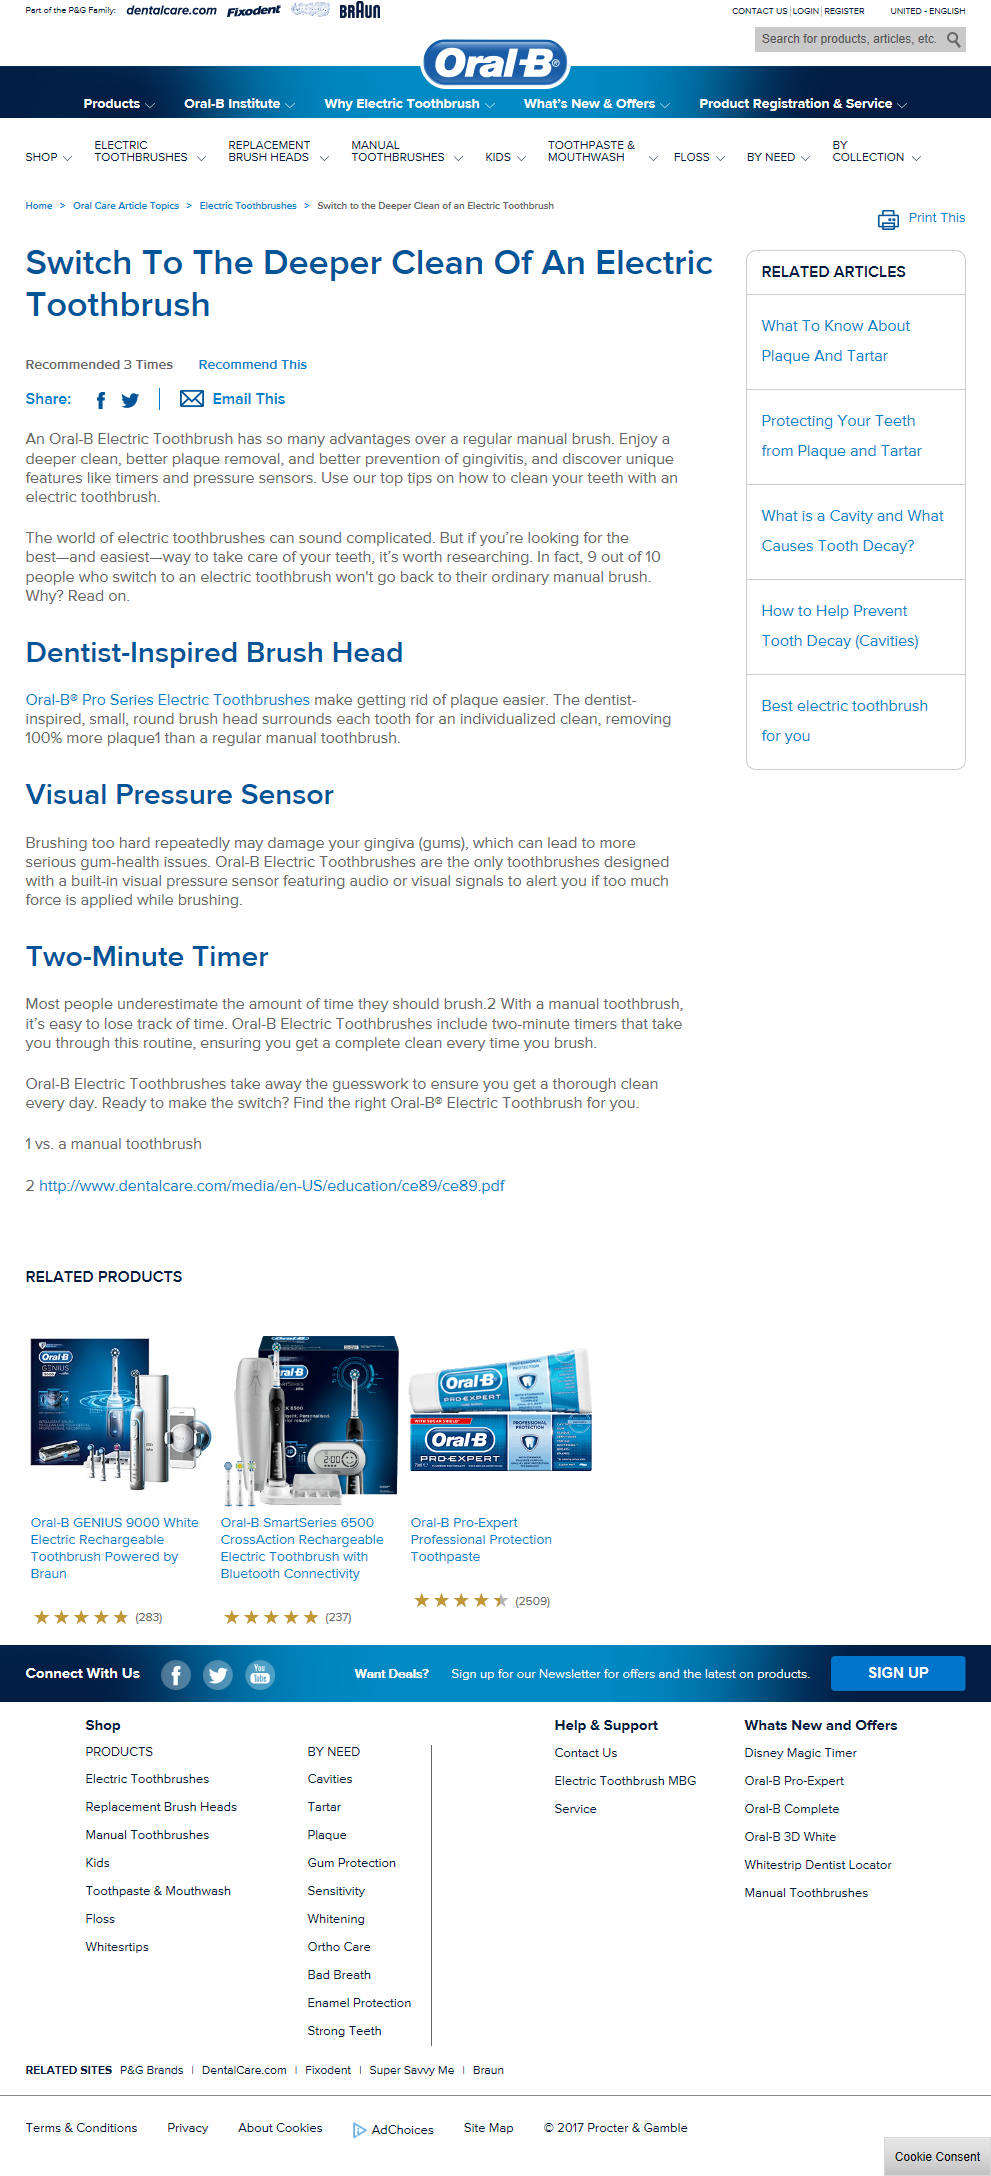 Part of the P&G Family:
dentalcare.com Fixodent BRAUN
CONTACT US | LOGIN | REGISTER UNITED - ENGLISH
Search for products, articles, etc.
Oral-B®
Products Oral-B Institute Why Electric Toothbrush What's New & Offers Product Registration & Service
SHOP ELECTRIC TOOTHBRUSHES REPLACEMENT BRUSH HEADS MANUAL TOOTHBRUSHES KIDS TOOTHPASTE & MOUTHWASH FLOSS BY NEED BY COLLECTION
Home > Oral Care Article Topics > Electric Toothbrushes > Switch to the Deeper Clean of an Electric Toothbrush
Print This
Switch To The Deeper Clean Of An Electric
Toothbrush
Recommended 3 Times Recommend This
Share: Email This
An Oral-B Electric Toothbrush has so many advantages over a regular manual brush. Enjoy a
deeper clean, better plaque removal, and better prevention of gingivitis, and discover unique
features like timers and pressure sensors. Use our top tips on how to clean your teeth with an
electric toothbrush.
The world of electric toothbrushes can sound complicated. But if you're looking for the
best—and easiest—way to take care of your teeth, it's worth researching. In fact, 9 out of 10
people who switch to an electric toothbrush won't go back to their ordinary manual brush.
Why? Read on.
Dentist-Inspired Brush Head
Oral-B® Pro Series Electric Toothbrushes make getting rid of plaque easier. The dentist-
inspired, small, round brush head surrounds each tooth for an individualized clean, removing
100% more plaque1 than a regular manual toothbrush.
Visual Pressure Sensor
Brushing too hard repeatedly may damage your gingiva (gums), which can lead to more
serious gum-health issues. Oral-B Electric Toothbrushes are the only toothbrushes designed
with a built-in visual pressure sensor featuring audio or visual signals to alert you if too much
force is applied while brushing.
Two-Minute Timer
Most people underestimate the amount of time they should brush.2 With a manual toothbrush,
it's easy to lose track of time. Oral-B Electric Toothbrushes include two-minute timers that take
you through this routine, ensuring you get a complete clean every time you brush.
Oral-B Electric Toothbrushes take away the guesswork to ensure you get a thorough clean
every day. Ready to make the switch? Find the right Oral-B® Electric Toothbrush for you.
1 vs. a manual toothbrush
2 http://www.dentalcare.com/media/en-US/education/ce89/ce89.pdf
RELATED ARTICLES
What To Know About
Plaque And Tartar
Protecting Your Teeth
from Plaque and Tartar
What is a Cavity and What
Causes Tooth Decay?
How to Help Prevent
Tooth Decay (Cavities)
Best electric toothbrush
for you
RELATED PRODUCTS
Oral-B
GENIUS
6500
2:00
Oral-B
PRO-EXPERT
PROFESSIONAL
PROTECTION
Oral-B
PRO-EXPERT
PROFESSIONAL
PROTECTION
Oral-B GENIUS 9000 White
Electric Rechargeable
Toothbrush Powered by
Braun
(283)
Oral-B SmartSeries 6500
CrossAction Rechargeable
Electric Toothbrush with
Bluetooth Connectivity
(237)
Oral-B Pro-Expert
Professional Protection
Toothpaste
(2509)
Connect With Us You Tube Want Deals? Sign up for our Newsletter for offers and the latest on products. SIGN UP
Shop
PRODUCTS
Electric Toothbrushes
Replacement Brush Heads
Manual Toothbrushes
Kids
Toothpaste & Mouthwash
Floss
Whitesrtips
BY NEED
Cavities
Tartar
Plaque
Gum Protection
Sensitivity
Whitening
Ortho Care
Bad Breath
Enamel Protection
Strong Teeth
Help & Support
Contact Us
Electric Toothbrush MBG
Service
Whats New and Offers
Disney Magic Timer
Oral-B Pro-Expert
Oral-B Complete
Oral-B 3D White
Whitestrip Dentist Locator
Manual Toothbrushes
RELATED SITES P&G Brands | DentalCare.com | Fixodent | Super Savvy Me | Braun
Terms & Conditions Privacy About Cookies AdChoices Site Map © 2017 Procter & Gamble
Cookie Consent